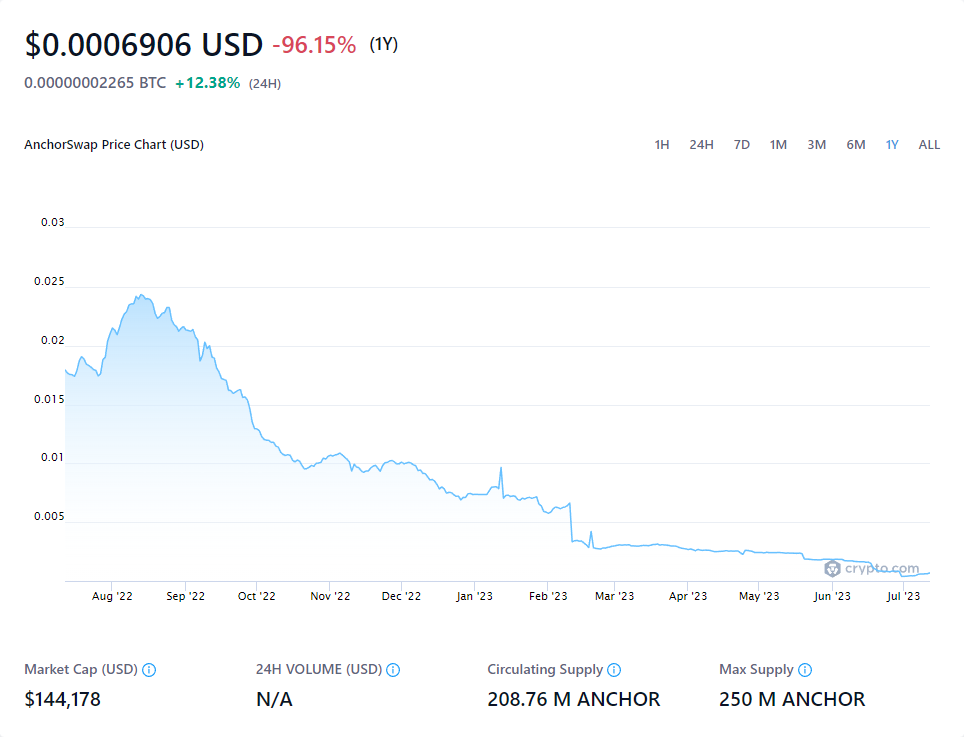 $0.0006906 USD -96.15% (1Y)
0.00000002265 BTC +12.38% (24H)
AnchorSwap Price Chart (USD)
1H 24H 7D 1M 3M 6M 1Y ALL
0.03
0.025
0.02
0.015
0.01
0.005
crypto.com
Aug '22 Sep '22 Oct '22 Nov '22 Dec '22 Jan '23 Feb '23 Mar '23 Apr '23 May '23 Jun '23 Jul '23
Market Cap (USD) 24H VOLUME (USD) Circulating Supply Max Supply
$144,178 N/A 208.76 M ANCHOR 250 M ANCHOR